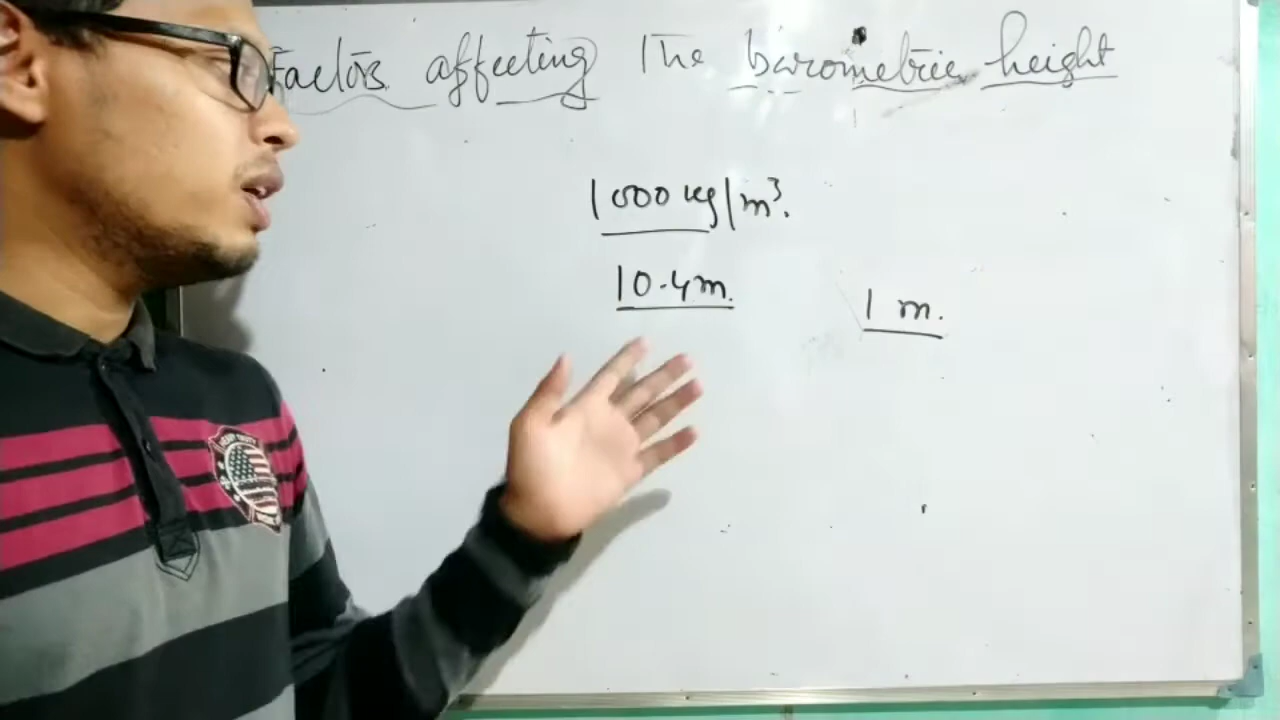 Factors affecting The barometric height
1000 kg/m³.
10.4m.
1 m.